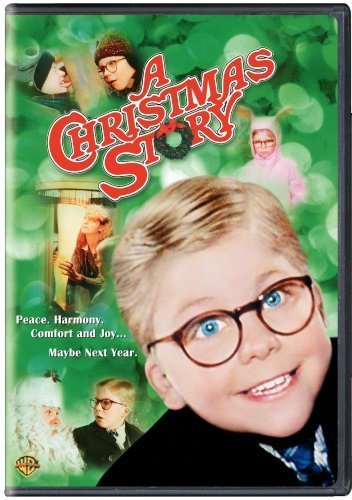 A
CHRISTMAS
STORY
Peace. Harmony.
Comfort and Joy...
Maybe Next Year.